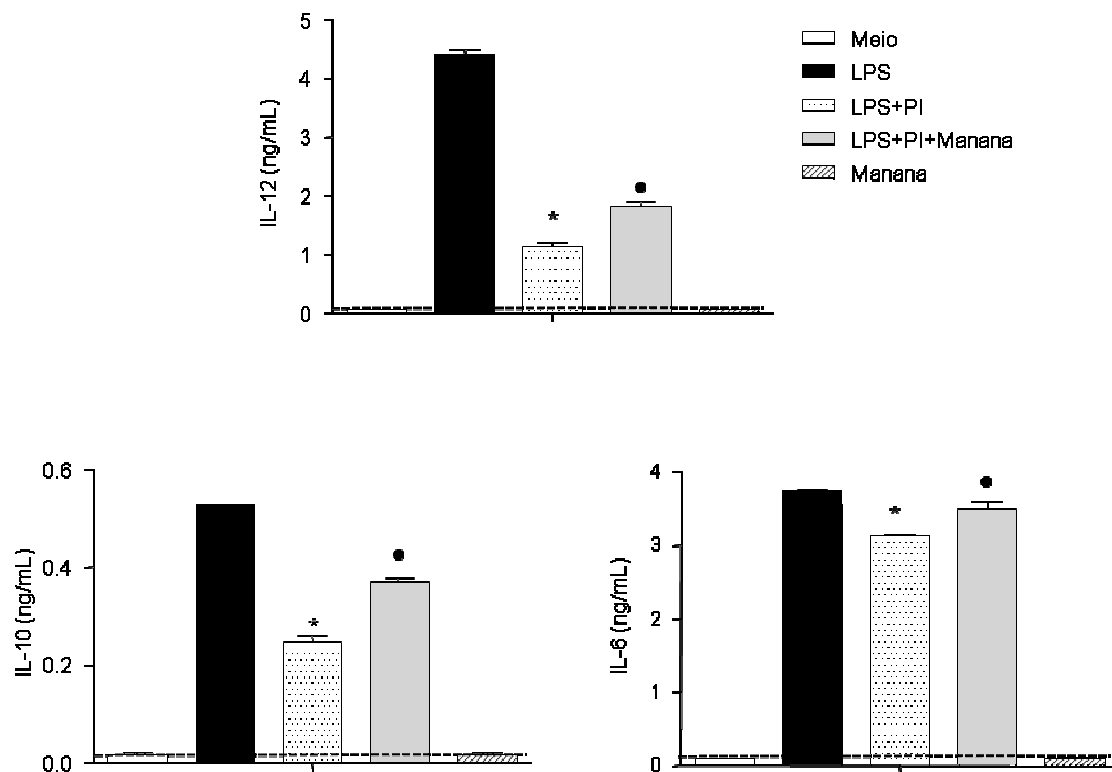 5
4
3
2
1
0
IL-12 (ng/mL)
*
●
Meio
LPS
LPS+PI
LPS+PI+Manana
Manana
0.6
0.4
0.2
0.0
IL-10 (ng/mL)
*
●
4
3
2
1
0
IL-6 (ng/mL)
*
●